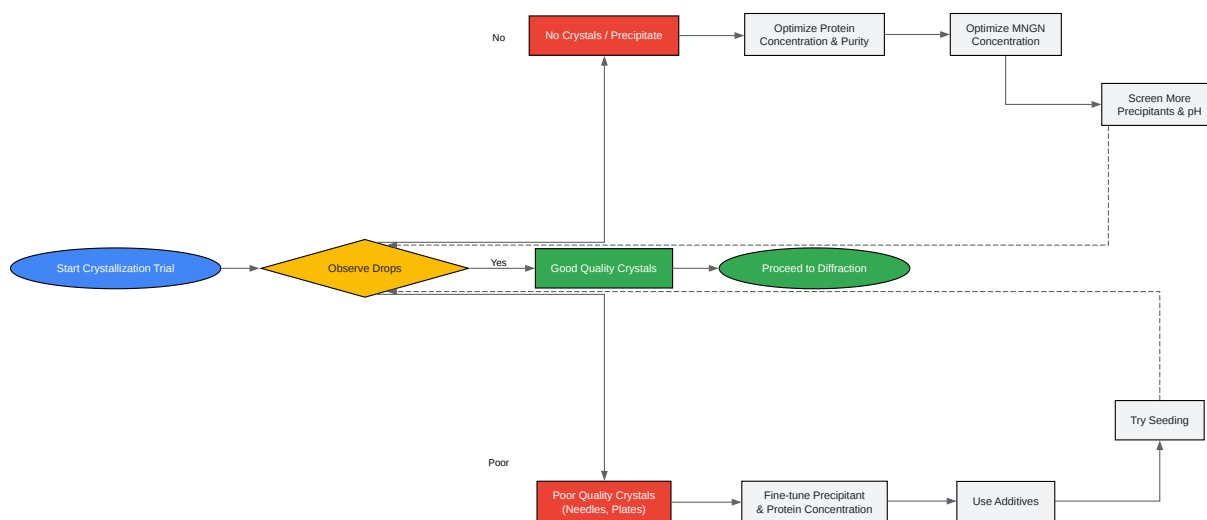 No
No Crystals / Precipitate
Optimize Protein
Concentration & Purity
Optimize MNGN
Concentration
Screen More
Precipitants & pH
Start Crystallization Trial
Observe Drops
Yes
Good Quality Crystals
Proceed to Diffraction
Try Seeding
Poor
Poor Quality Crystals
(Needles, Plates)
Fine-tune Precipitant
& Protein Concentration
Use Additives